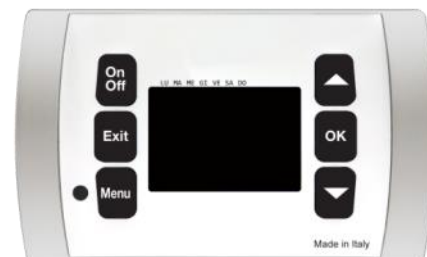 On
Off
LU MA ME GI VE SA DO
Exit
OK
Menu
Made in Italy